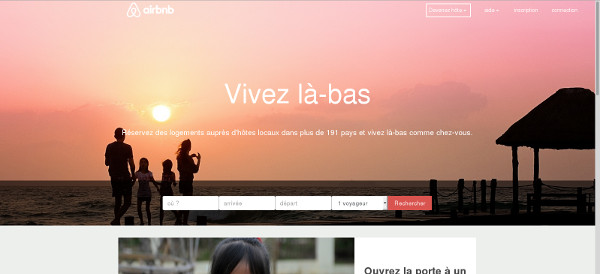 airbnb
Devenez hôte
aide
inscription
connexion
Vivez là-bas
Réservez des logements auprès d'hôtes locaux dans plus de 191 pays et vivez là-bas comme chez-vous.
où ?
arrivée
départ
1 voyageur
Rechercher
Ouvrez la porte à un